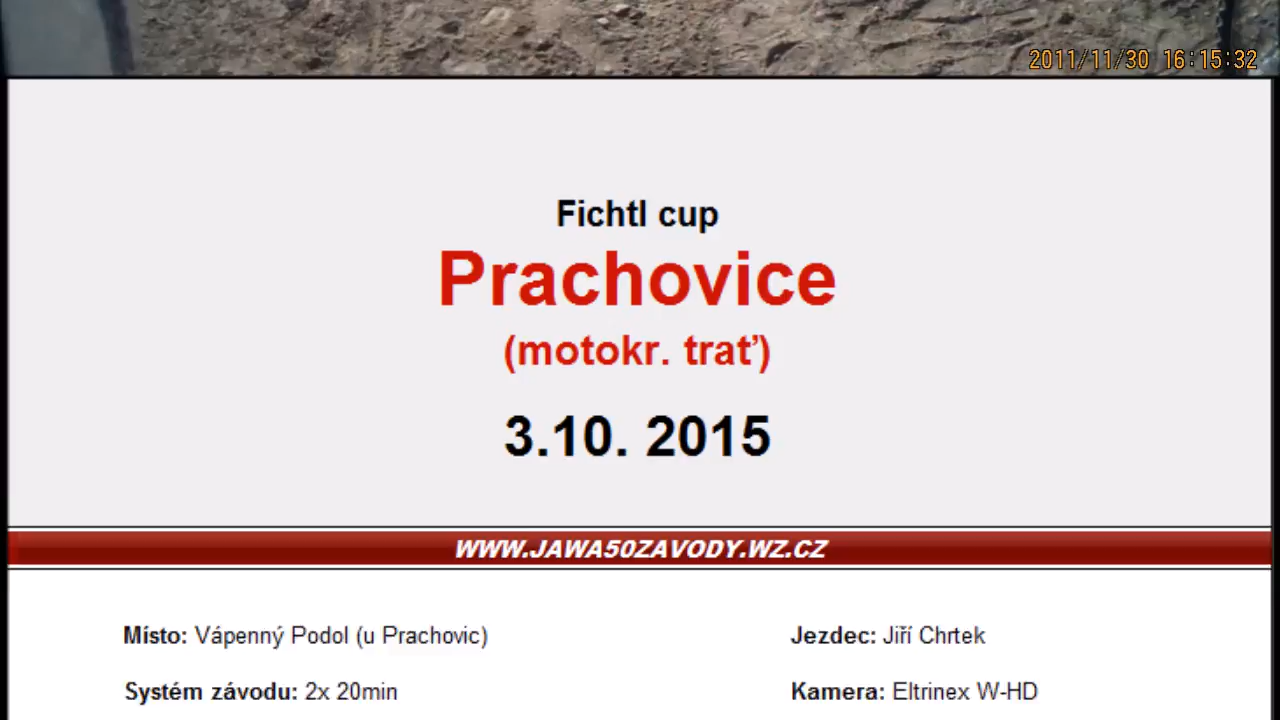 2011/11/30 16:15:32
Fichtl cup
Prachovice
(motokr. trať)
3.10. 2015
WWW.JAWA50ZAVODY.WZ.CZ
Místo: Vápenný Podol (u Prachovic)
Jezdec: Jiří Chrtek
Systém závodu: 2x 20min
Kamera: Eltrinex W-HD